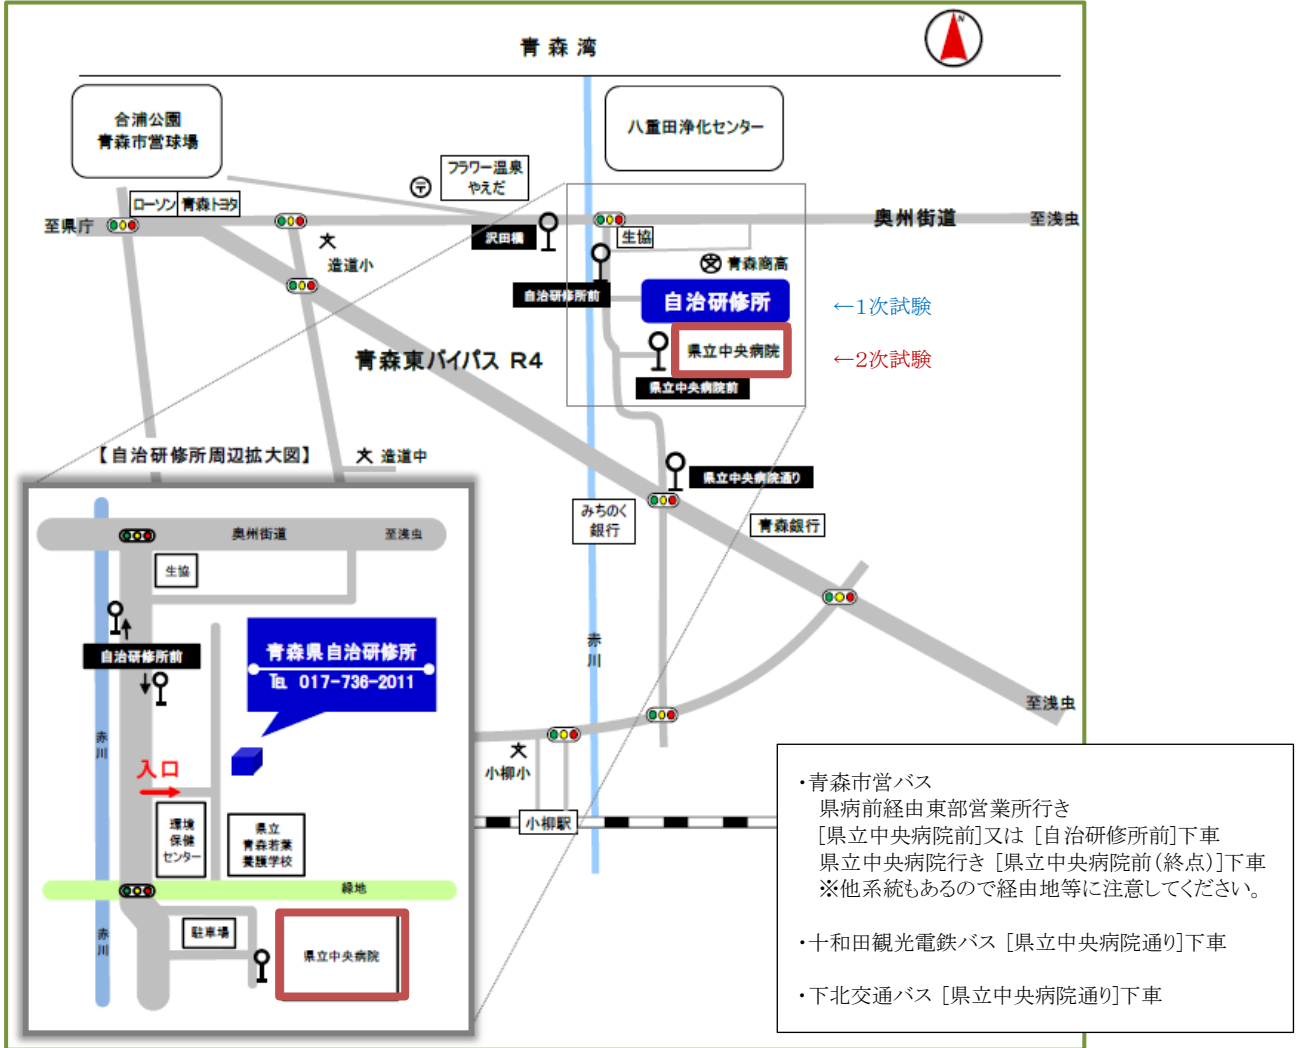 青森湾
N
合浦公園
青森市営球場
八重田浄化センター
フラワー温泉
やえだ
ローソン
青森トヨタ
至県庁
奥州街道
至浅虫
沢田橋
生協
造道小
青森商高
自治研修所前
自治研修所
←1次試験
県立中央病院
←2次試験
青森東バイパス R4
県立中央病院前
【自治研修所周辺拡大図】
造道中
県立中央病院通り
みちのく
銀行
青森銀行
赤
川
至浅虫
小柳小
小柳駅
奥州街道
至浅虫
生協
自治研修所前
青森県自治研修所
℡ 017-736-2011
赤
川
入口
環境
保健
センター
県立
青森若葉
養護学校
緑地
赤
川
駐車場
県立中央病院
・青森市営バス
県病前経由東部営業所行き
[県立中央病院前]又は [自治研修所前]下車
県立中央病院行き [県立中央病院前(終点)]下車
※他系統もあるので経由地等に注意してください。
・十和田観光電鉄バス [県立中央病院通り]下車
・下北交通バス [県立中央病院通り]下車